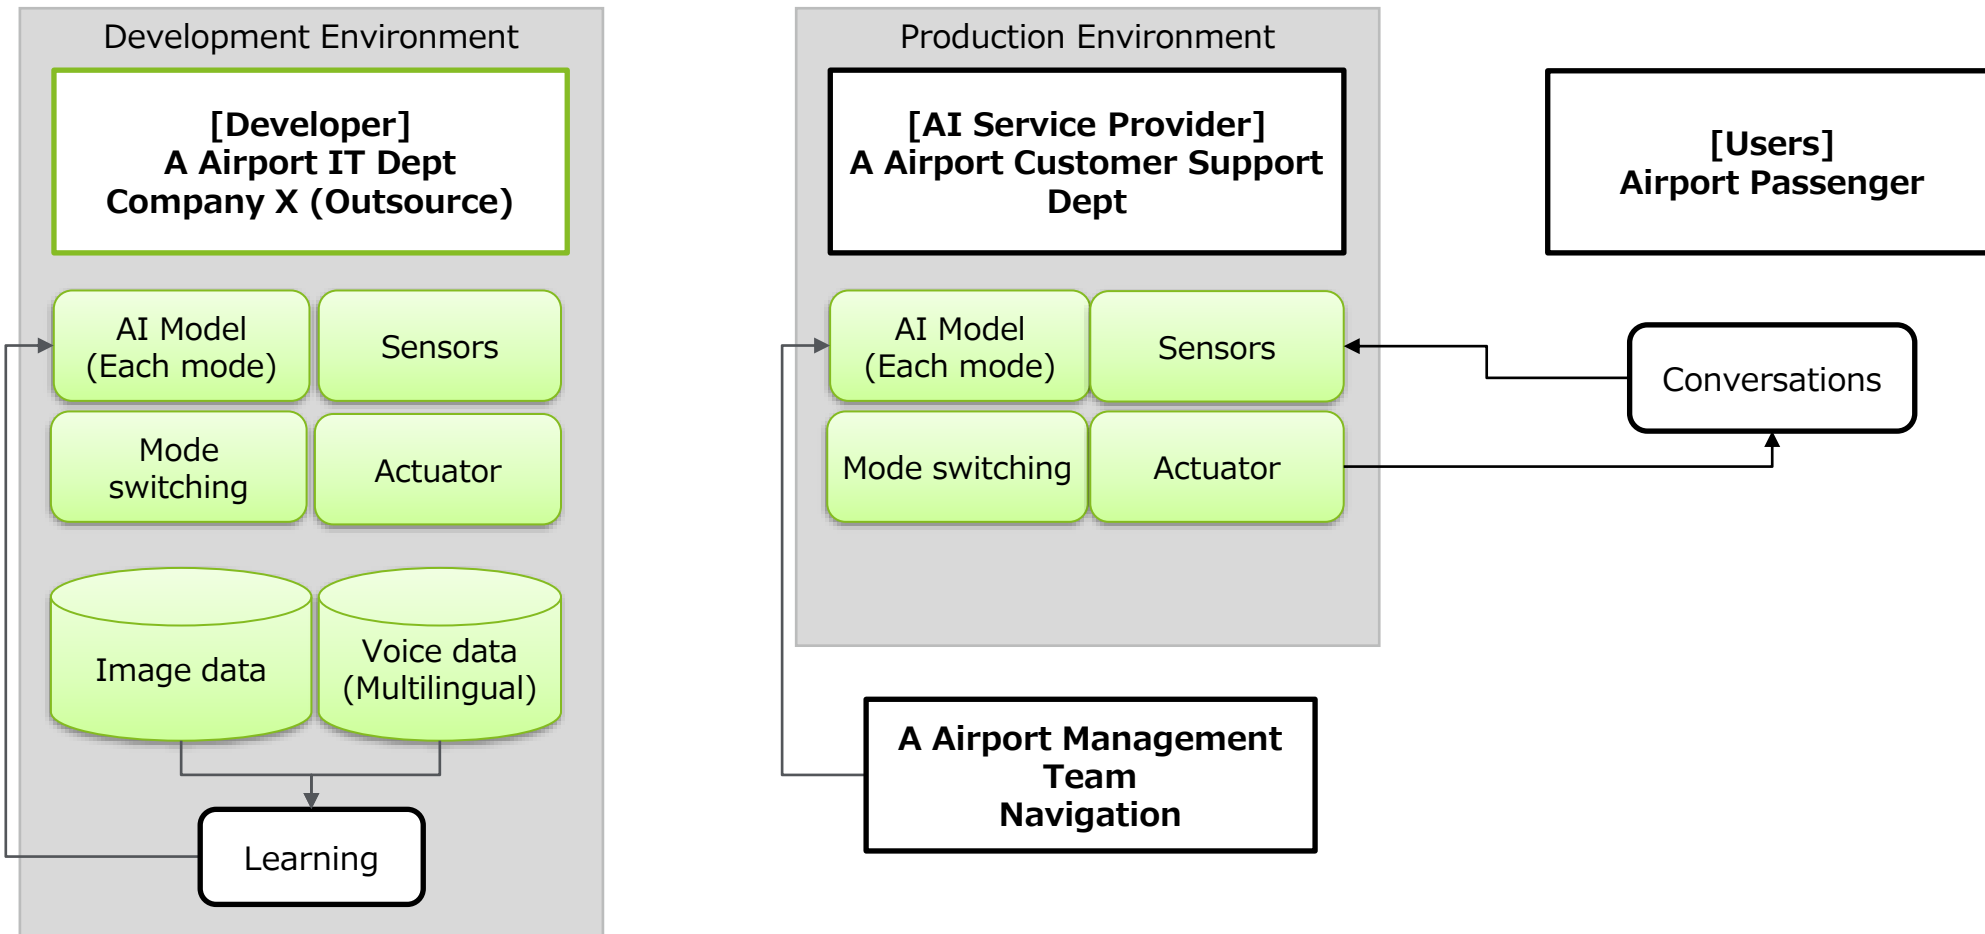 Development Environment
[Developer]
A Airport IT Dept
Company X (Outsource)
AI Model
(Each mode)
Sensors
Mode
switching
Actuator
Image data
Voice data
(Multilingual)
Learning
Production Environment
[AI Service Provider]
A Airport Customer Support
Dept
AI Model
(Each mode)
Sensors
Mode switching
Actuator
A Airport Management
Team
Navigation
[Users]
Airport Passenger
Conversations